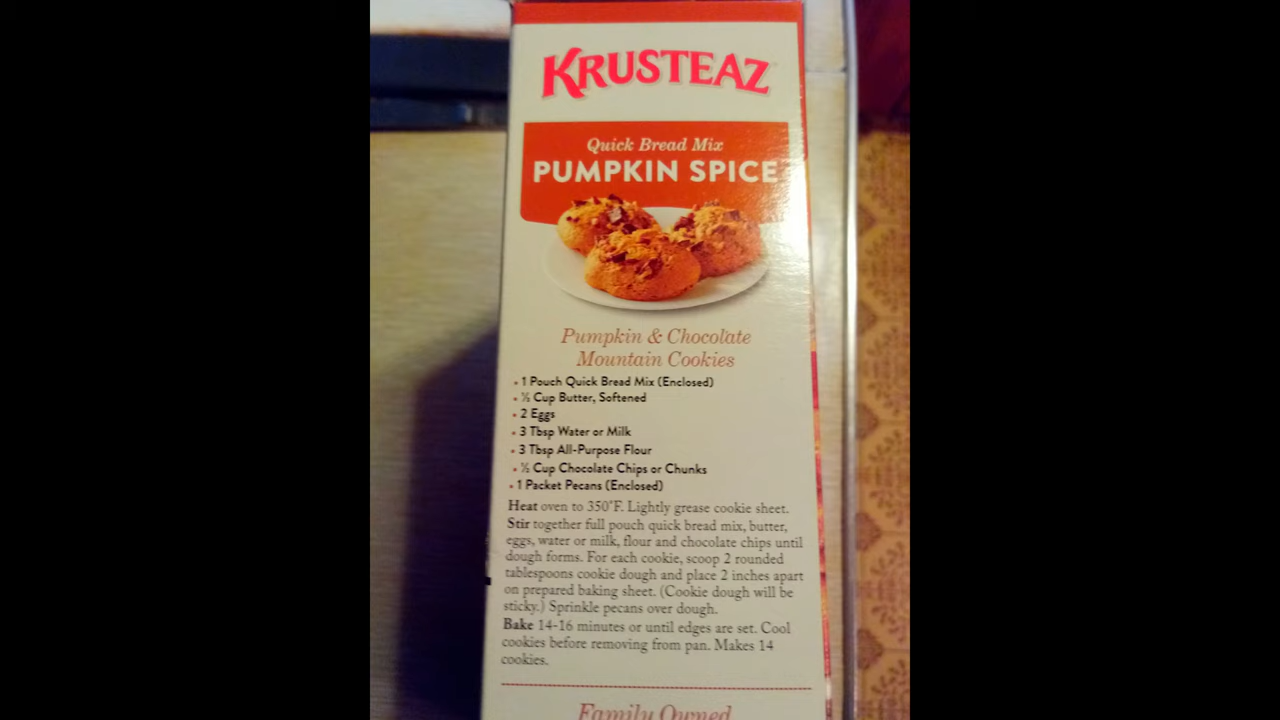 KRUSTEAZ
Quick Bread Mix
PUMPKIN SPICE
Pumpkin & Chocolate
Mountain Cookies
• 1 Pouch Quick Bread Mix (Enclosed)
• ½ Cup Butter, Softened
• 2 Eggs
• 3 Tbsp Water or Milk
• 3 Tbsp All-Purpose Flour
• ½ Cup Chocolate Chips or Chunks
• 1 Packet Pecans (Enclosed)
Heat oven to 350°F. Lightly grease cookie sheet.
Stir together full pouch quick bread mix, butter,
eggs, water or milk, flour and chocolate chips until
dough forms. For each cookie, scoop 2 rounded
tablespoons cookie dough and place 2 inches apart
on prepared baking sheet. (Cookie dough will be
sticky.) Sprinkle pecans over dough.
Bake 14-16 minutes or until edges are set. Cool
cookies before removing from pan. Makes 14
cookies.
Family Owned